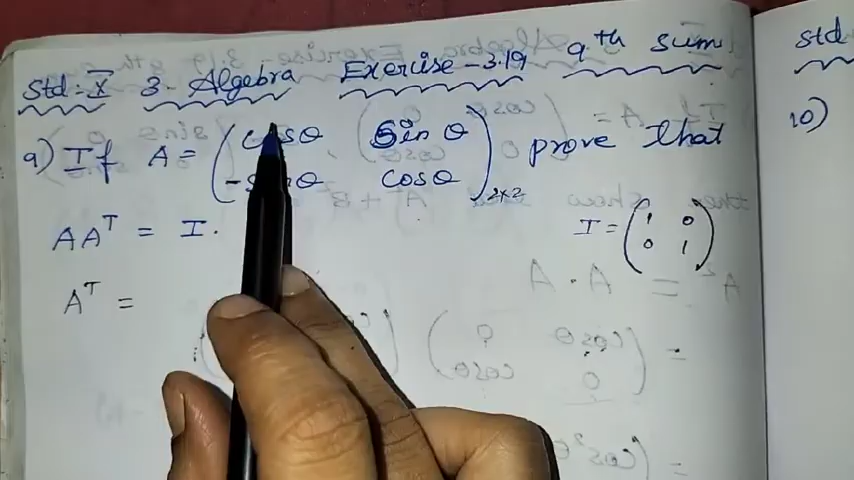 Std:- X 3. Algebra Exercise - 3.19 9th sum
9) If A = ( cosθ sin θ prove that
-sinθ cosθ )2×2
AAᵀ = I. I = ( 1 0
0 1 )
Aᵀ =
std
10)